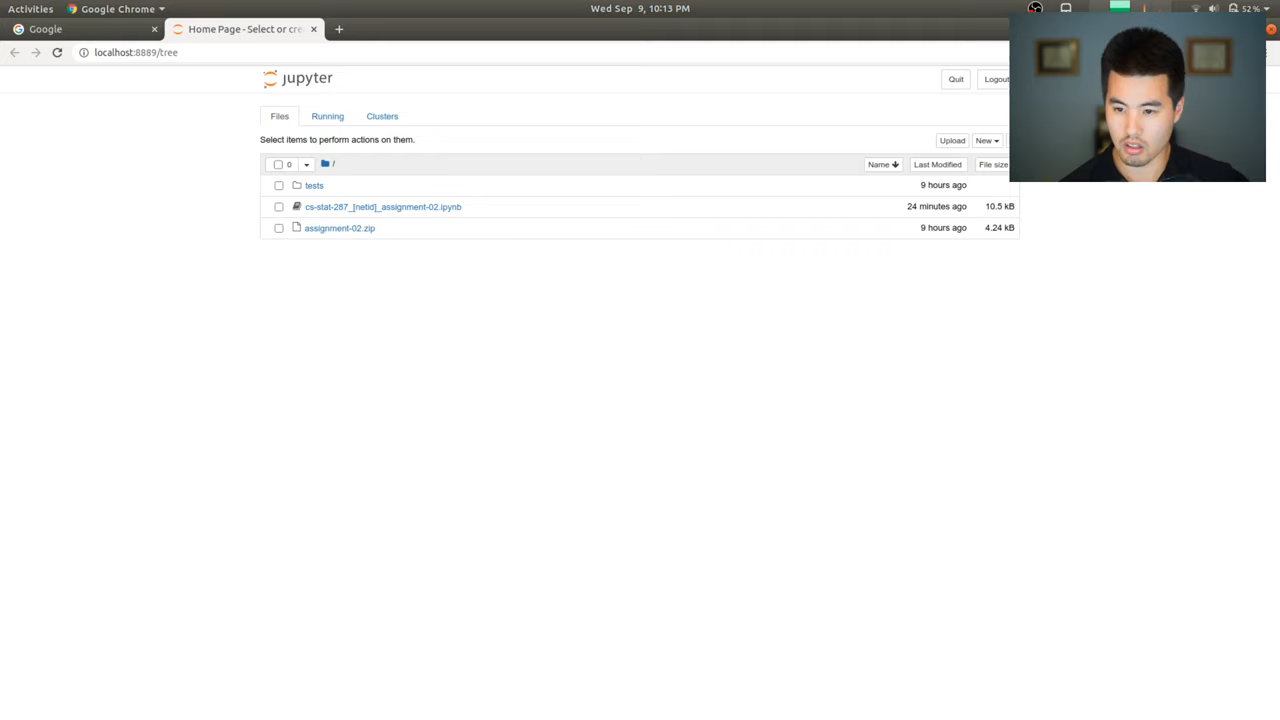 Activities Google Chrome Wed Sep 9, 10:13 PM 52 %
Google Home Page - Select or cre
localhost:8889/tree
jupyter Quit Logout
Files Running Clusters
Select items to perform actions on them. Upload New
0 / Name Last Modified File size
tests 9 hours ago
cs-stat-287_[netid]_assignment-02.ipynb 24 minutes ago 10.5 kB
assignment-02.zip 9 hours ago 4.24 kB